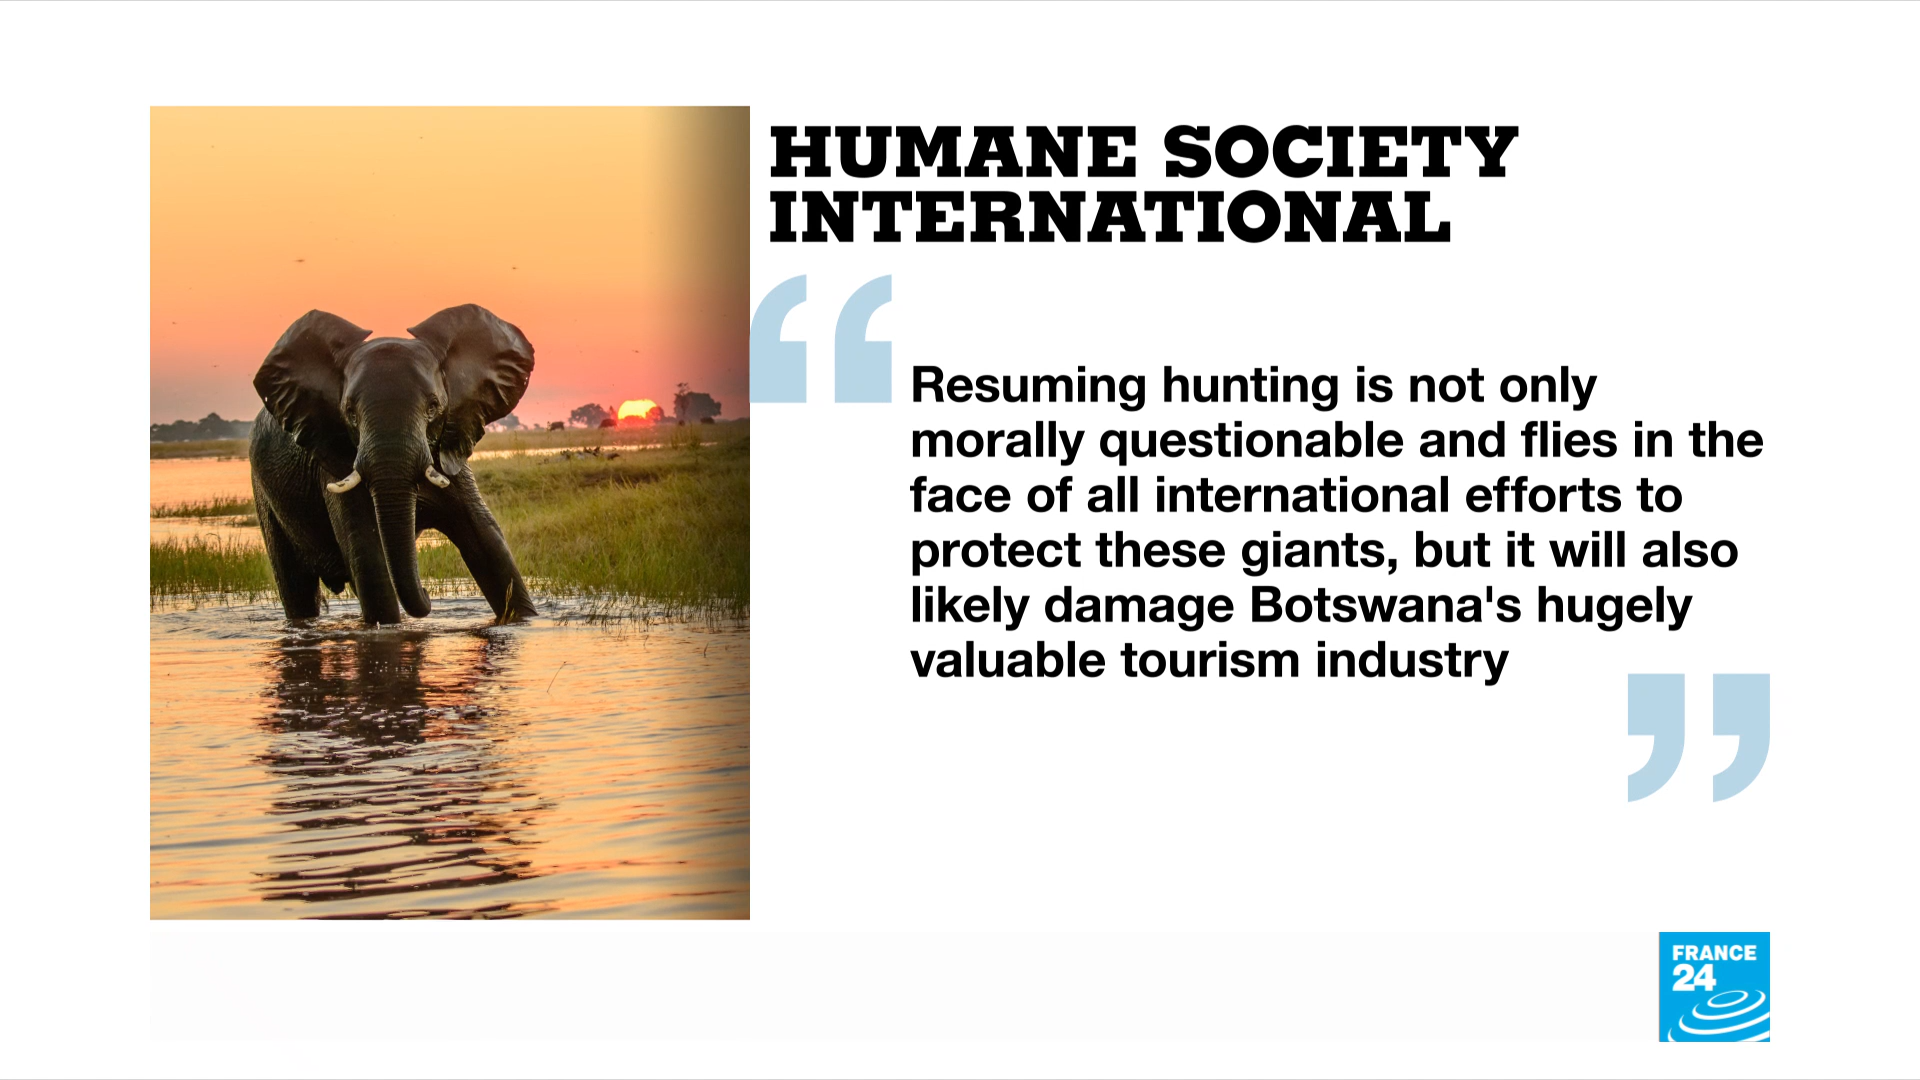 HUMANE SOCIETY
INTERNATIONAL
“
Resuming hunting is not only
morally questionable and flies in the
face of all international efforts to
protect these giants, but it will also
likely damage Botswana's hugely
valuable tourism industry
”
FRANCE
24